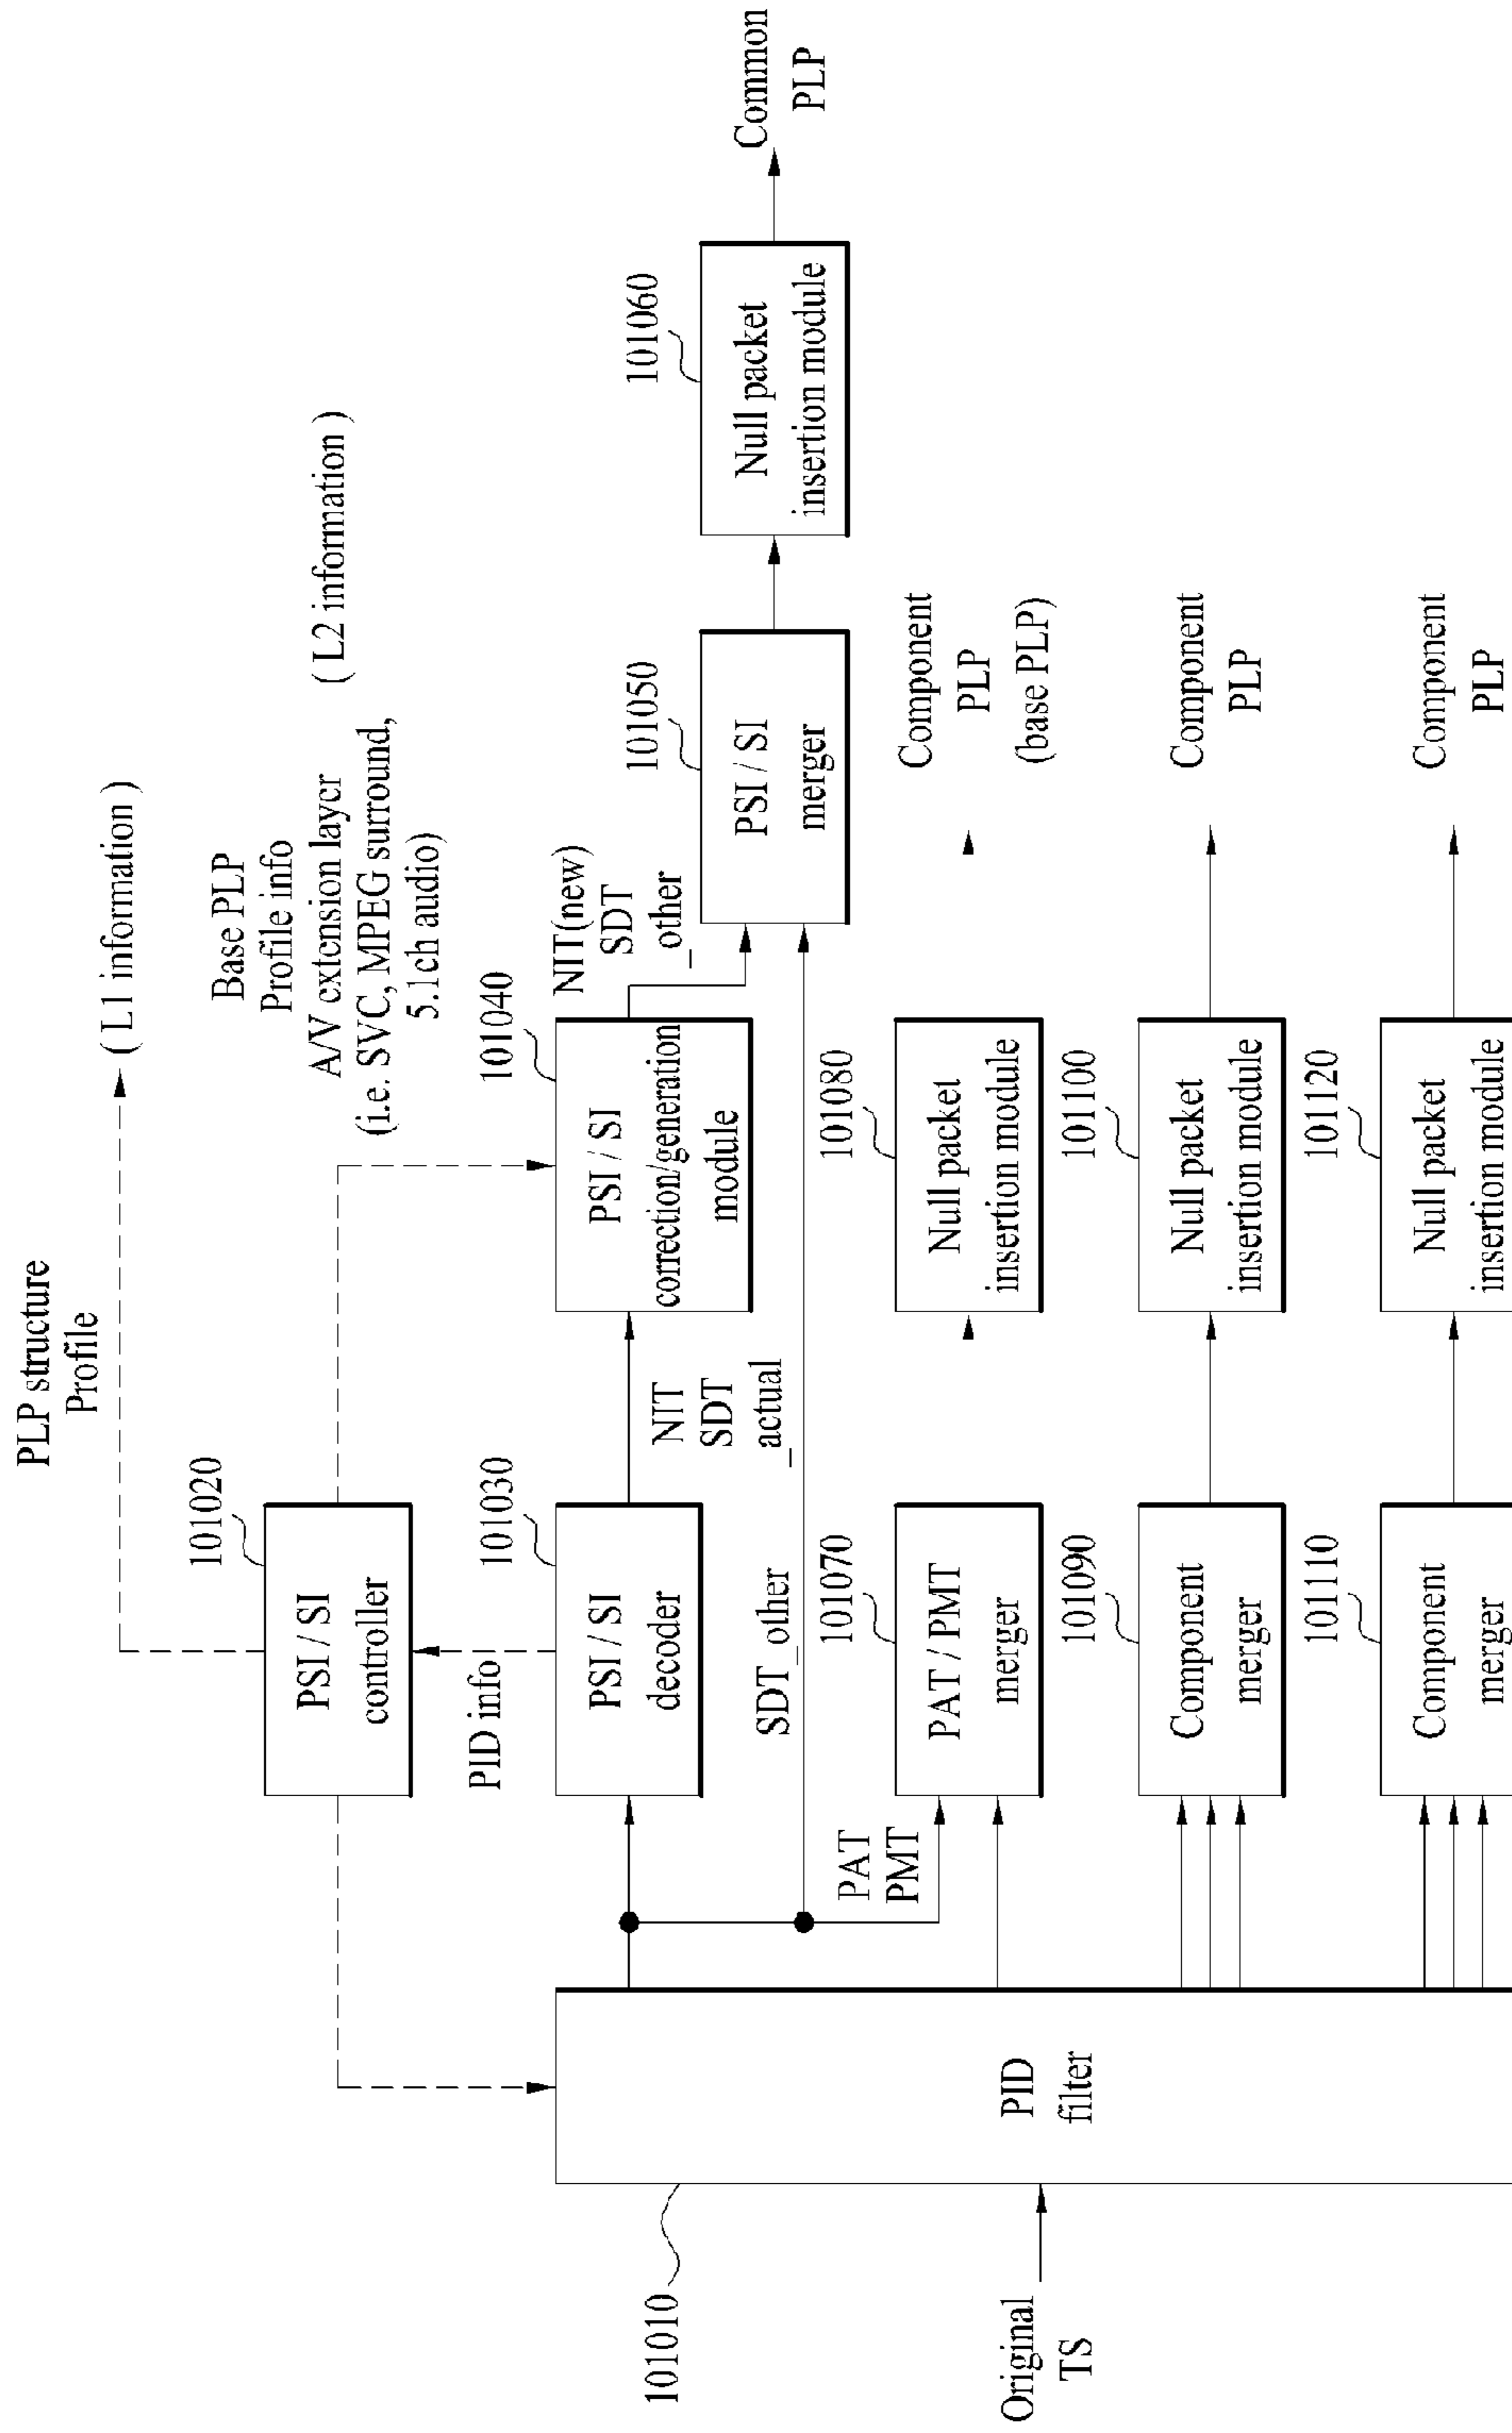 PLP structure
Profile
( L1 information )
Base PLP
Profile info
A/V extension layer
(i.e. SVC, MPEG surround,
5.1ch audio)
( L2 information )
101020
PSI / SI
controller
PID info
101030
PSI / SI
decoder
NIT
SDT
_actual
101040
PSI / SI
correction/generation
module
NIT(new)
SDT
_other
101050
PSI / SI
merger
101060
Null packet
insertion module
Common
PLP
SDT_other
PAT
PMT
101070
PAT / PMT
merger
101080
Null packet
insertion module
Component
PLP
(base PLP)
101090
Component
merger
101100
Null packet
insertion module
Component
PLP
101110
Component
merger
101120
Null packet
insertion module
Component
PLP
101010
PID
filter
Original
TS